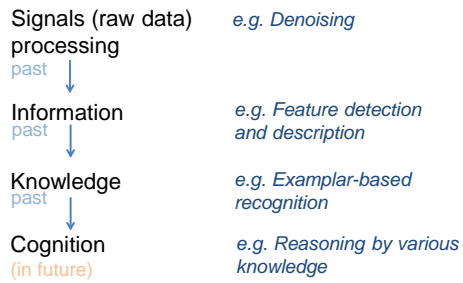 Signals (raw data) e.g. Denoising
processing
past
Information e.g. Feature detection
past and description
Knowledge e.g. Examplar-based
past recognition
Cognition e.g. Reasoning by various
(in future) knowledge